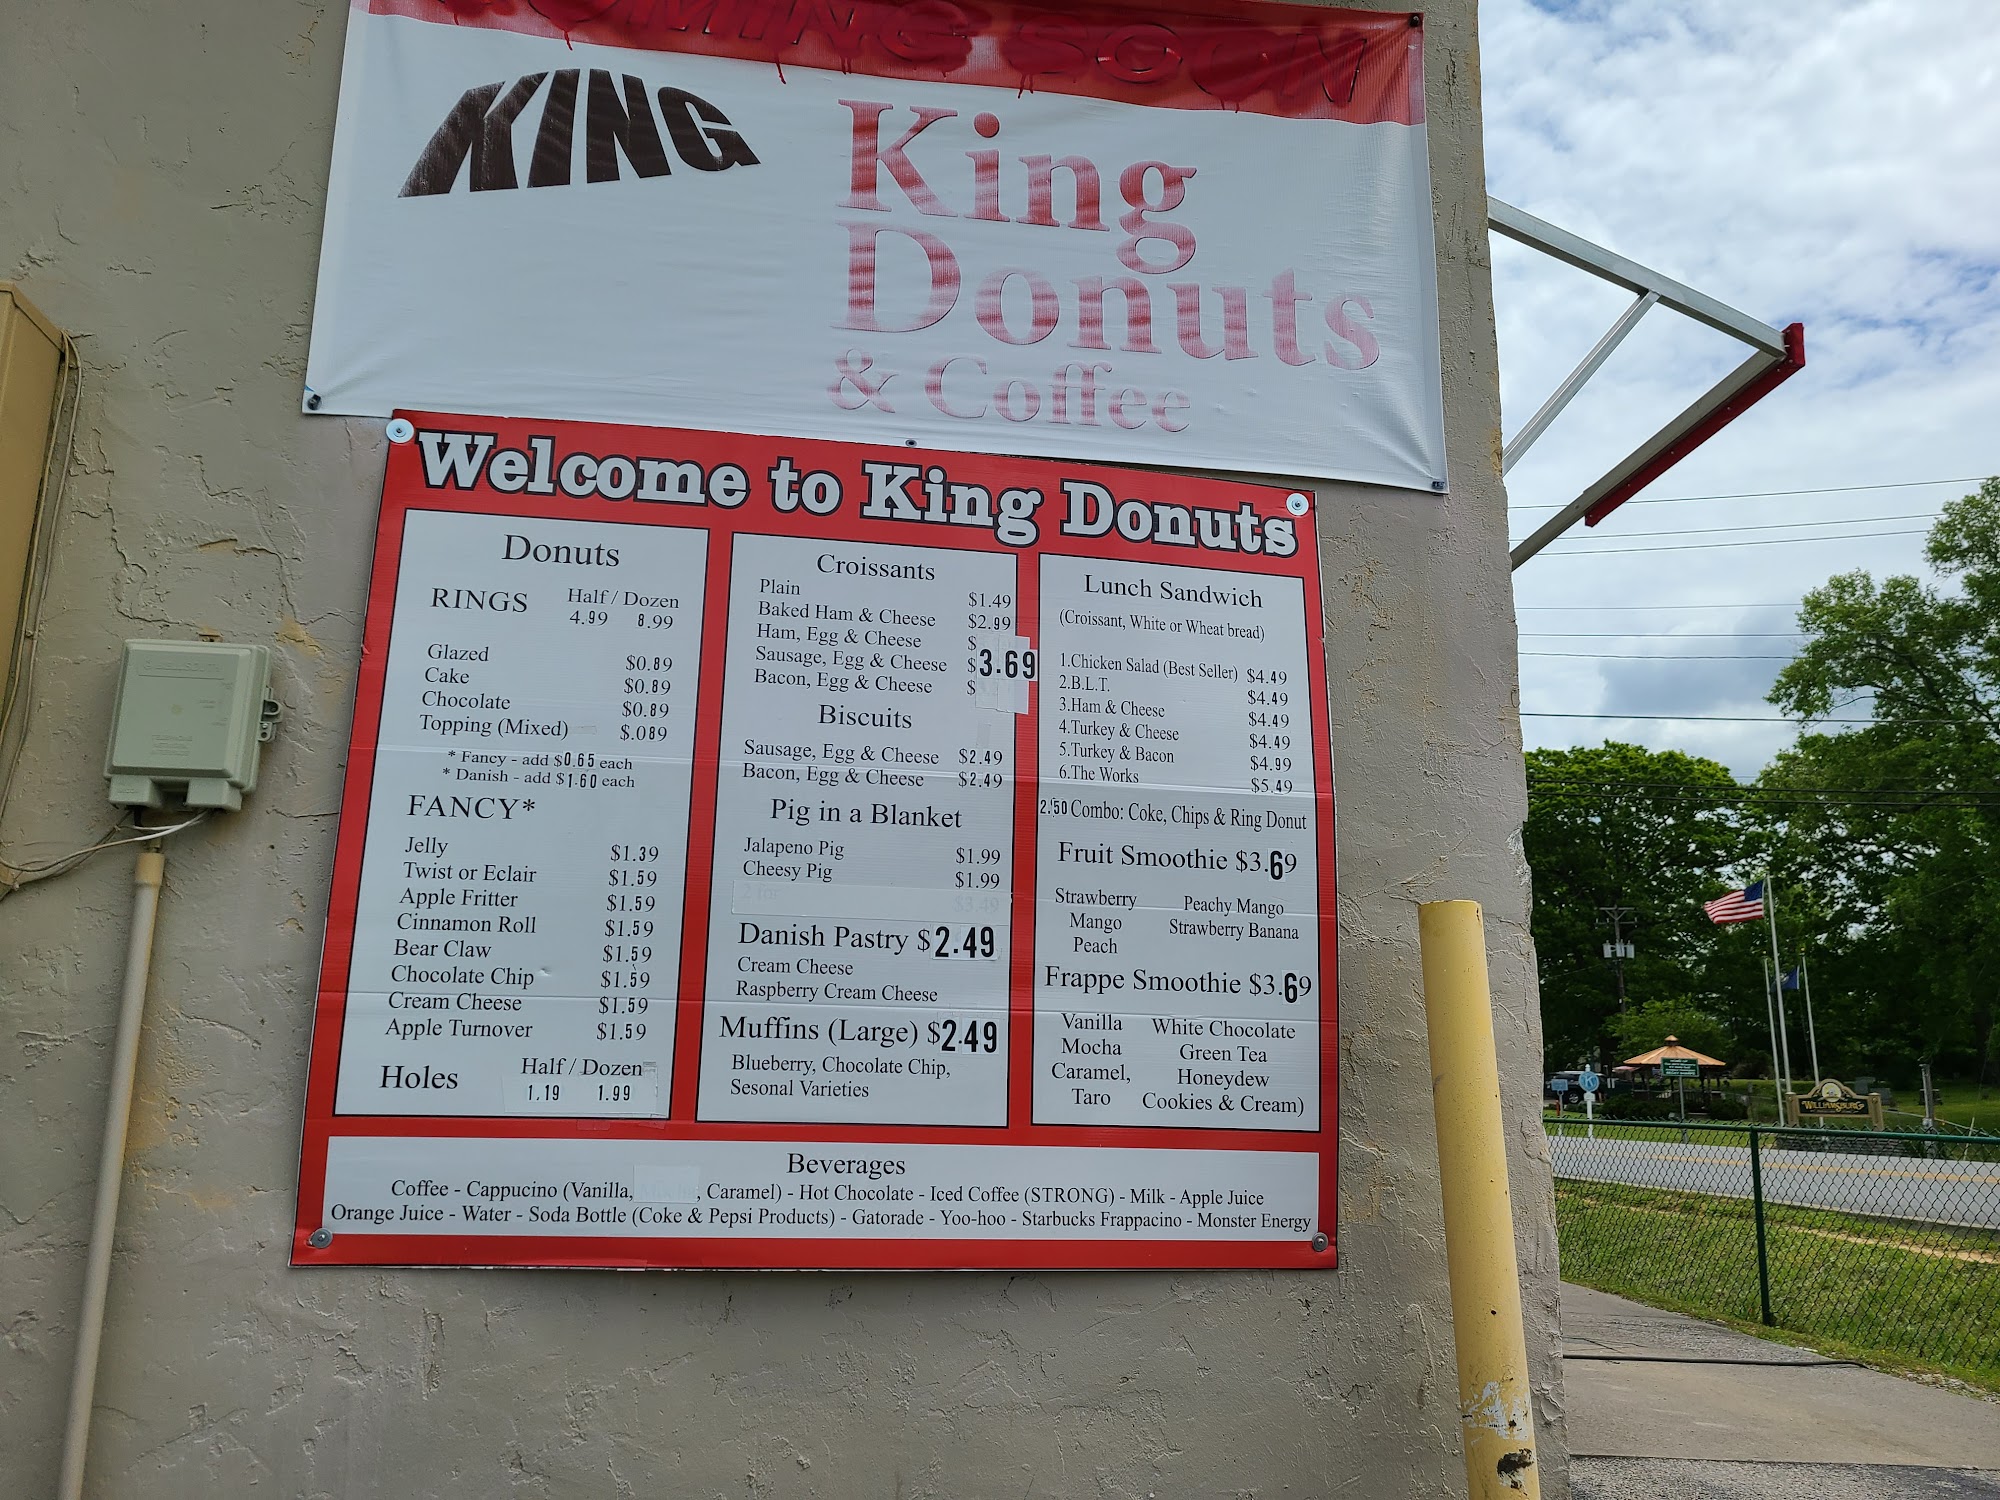 COMING SOON
KING
King
Donuts
& Coffee
Welcome to King Donuts
Donuts
RINGS Half / Dozen
4.99 8.99
Glazed $0.89
Cake $0.89
Chocolate $0.89
Topping (Mixed) $.089
* Fancy - add $0.65 each
* Danish - add $1.60 each
FANCY*
Jelly $1.39
Twist or Eclair $1.59
Apple Fritter $1.59
Cinnamon Roll $1.59
Bear Claw $1.59
Chocolate Chip $1.59
Cream Cheese $1.59
Apple Turnover $1.59
Holes Half / Dozen
1.19 1.99
Croissants
Plain $1.49
Baked Ham & Cheese $2.99
Ham, Egg & Cheese $
Sausage, Egg & Cheese $3.69
Bacon, Egg & Cheese $
Biscuits
Sausage, Egg & Cheese $2.49
Bacon, Egg & Cheese $2.49
Pig in a Blanket
Jalapeno Pig $1.99
Cheesy Pig $1.99
2 for $3.49
Danish Pastry $2.49
Cream Cheese
Raspberry Cream Cheese
Muffins (Large) $2.49
Blueberry, Chocolate Chip,
Sesonal Varieties
Lunch Sandwich
(Croissant, White or Wheat bread)
1.Chicken Salad (Best Seller) $4.49
2.B.L.T. $4.49
3.Ham & Cheese $4.49
4.Turkey & Cheese $4.49
5.Turkey & Bacon $4.99
6.The Works $5.49
2.50 Combo: Coke, Chips & Ring Donut
Fruit Smoothie $3.69
Strawberry Peachy Mango
Mango Strawberry Banana
Peach
Frappe Smoothie $3.69
Vanilla White Chocolate
Mocha Green Tea
Caramel, Honeydew
Taro Cookies & Cream)
Beverages
Coffee - Cappucino (Vanilla, Mocha, Caramel) - Hot Chocolate - Iced Coffee (STRONG) - Milk - Apple Juice
Orange Juice - Water - Soda Bottle (Coke & Pepsi Products) - Gatorade - Yoo-hoo - Starbucks Frappacino - Monster Energy
WILLIAMSBURG